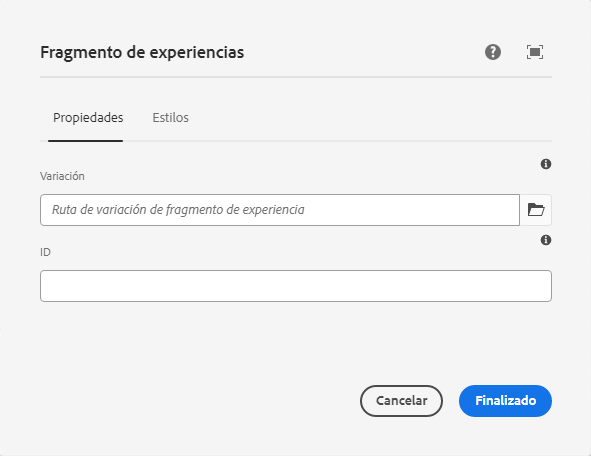 Fragmento de experiencias
Propiedades Estilos
Variación
Ruta de variación de fragmento de experiencia
ID
Cancelar Finalizado